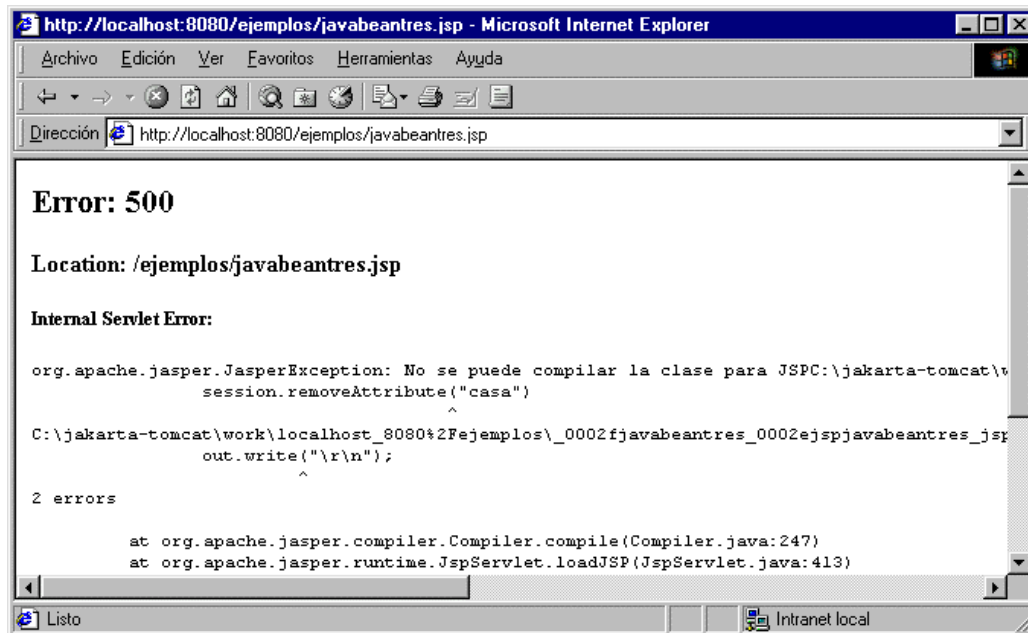 http://localhost:8080/ejemplos/javabeantres.jsp - Microsoft Internet Explorer
Archivo Edición Ver Favoritos Herramientas Ayuda
Dirección http://localhost:8080/ejemplos/javabeantres.jsp
Error: 500
Location: /ejemplos/javabeantres.jsp
Internal Servlet Error:
org.apache.jasper.JasperException: No se puede compilar la clase para JSPC:\jakarta-tomcat\w
session.removeAttribute("casa")
^
C:\jakarta-tomcat\work\localhost_8080%2Fejemplos\_0002fjavabeantres_0002ejspjavabeantres_jsp
out.write("\r\n");
^
2 errors
at org.apache.jasper.compiler.Compiler.compile(Compiler.java:247)
at org.apache.jasper.runtime.JspServlet.loadJSP(JspServlet.java:413)
Listo Intranet local